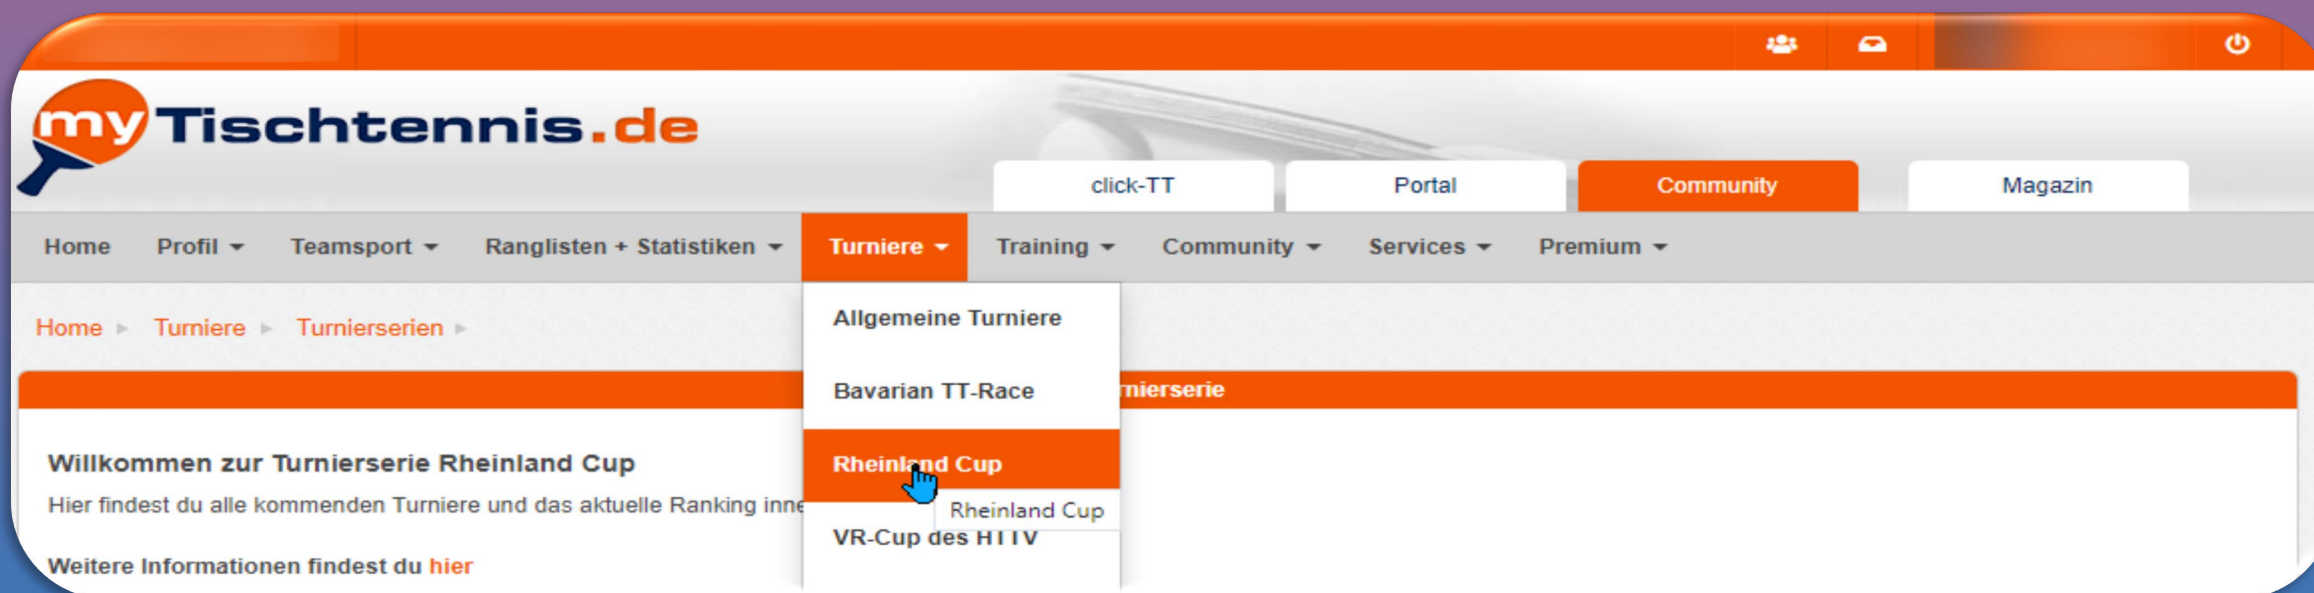 myTischtennis.de
click-TT Portal Community Magazin
Home Profil Teamsport Ranglisten + Statistiken Turniere Training Community Services Premium
Home Turniere Turnierserien
Allgemeine Turniere
Bavarian TT-Race
Rheinland Cup
Rheinland Cup
VR-Cup des HTTV
rnierserie
Willkommen zur Turnierserie Rheinland Cup
Hier findest du alle kommenden Turniere und das aktuelle Ranking inne
Weitere Informationen findest du hier